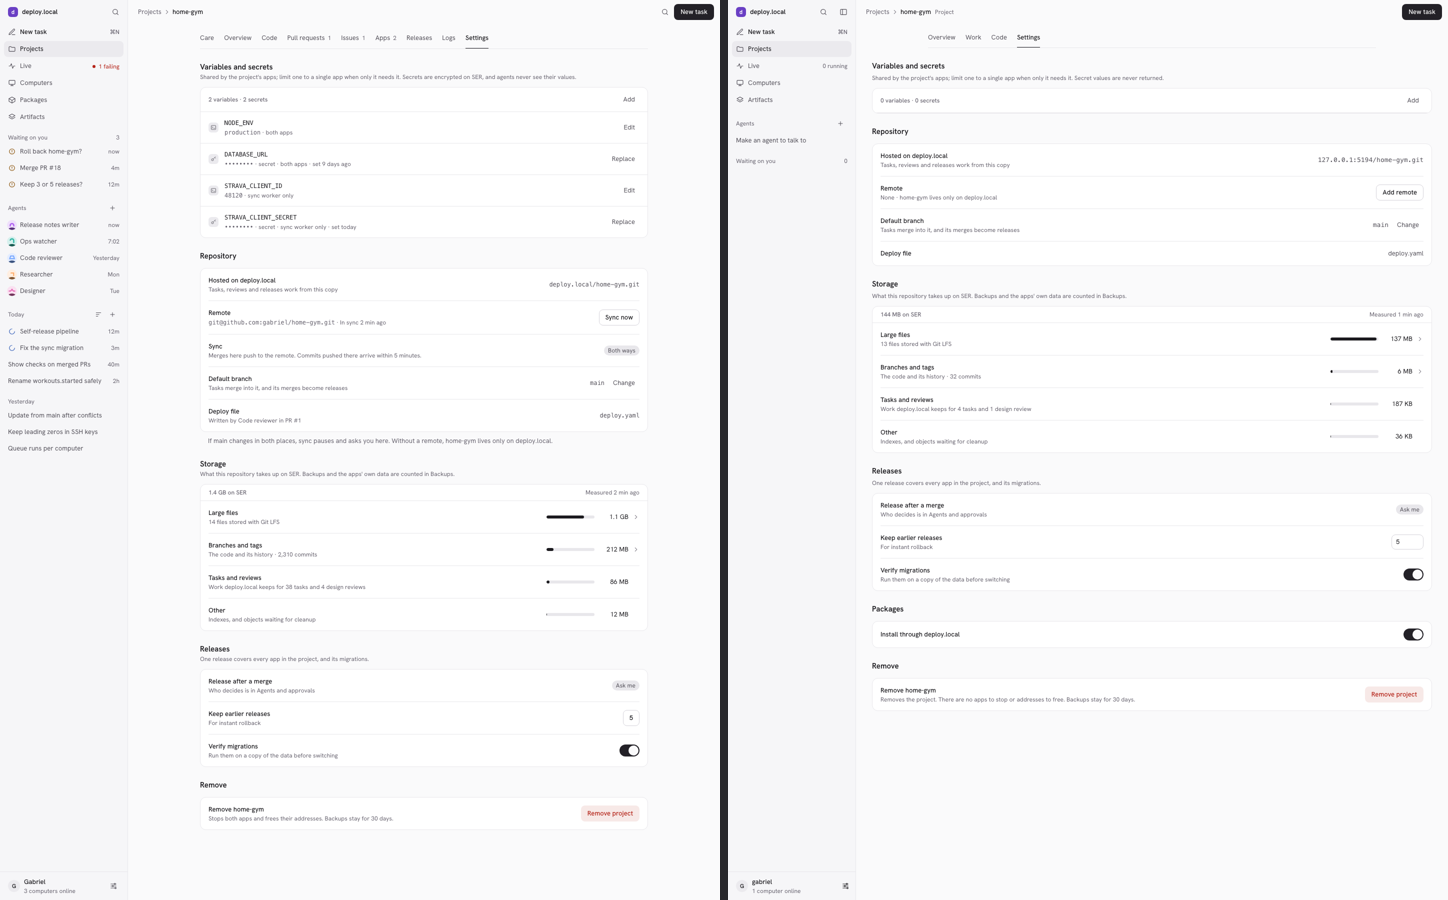 d deploy.local
New task ⌘N
Projects
Live 1 failing
Computers
Packages
Artifacts
Waiting on you 3
Roll back home-gym? now
Merge PR #18 4m
Keep 3 or 5 releases? 12m
Agents
Release notes writer now
Ops watcher 7:02
Code reviewer Yesterday
Researcher Mon
Designer Tue
Today
Self-release pipeline 12m
Fix the sync migration 3m
Show checks on merged PRs 40m
Rename workouts.started safely 2h
Yesterday
Update from main after conflicts
Keep leading zeros in SSH keys
Queue runs per computer
G Gabriel
3 computers online
Projects > home-gym
New task
Care Overview Code Pull requests 1 Issues 1 Apps 2 Releases Logs Settings
Variables and secrets
Shared by the project's apps; limit one to a single app when only it needs it. Secrets are encrypted on SER, and agents never see their values.
2 variables · 2 secrets Add
NODE_ENV
production · both apps
Edit
DATABASE_URL
•••••••• · secret · both apps · set 9 days ago
Replace
STRAVA_CLIENT_ID
48120 · sync worker only
Edit
STRAVA_CLIENT_SECRET
•••••••• · secret · sync worker only · set today
Replace
Repository
Hosted on deploy.local
Tasks, reviews and releases work from this copy
deploy.local/home-gym.git
Remote
git@github.com:gabriel/home-gym.git · In sync 2 min ago
Sync now
Sync
Merges here push to the remote. Commits pushed there arrive within 5 minutes.
Both ways
Default branch
Tasks merge into it, and its merges become releases
main Change
Deploy file
Written by Code reviewer in PR #1
deploy.yaml
If main changes in both places, sync pauses and asks you here. Without a remote, home-gym lives only on deploy.local.
Storage
What this repository takes up on SER. Backups and the apps' own data are counted in Backups.
1.4 GB on SER Measured 2 min ago
Large files
14 files stored with Git LFS
1.1 GB
Branches and tags
The code and its history · 2,310 commits
212 MB
Tasks and reviews
Work deploy.local keeps for 38 tasks and 4 design reviews
86 MB
Other
Indexes, and objects waiting for cleanup
12 MB
Releases
One release covers every app in the project, and its migrations.
Release after a merge
Who decides is in Agents and approvals
Ask me
Keep earlier releases
For instant rollback
5
Verify migrations
Run them on a copy of the data before switching
Remove
Remove home-gym
Stops both apps and frees their addresses. Backups stay for 30 days.
Remove project
d deploy.local
New task ⌘N
Projects
Live 0 running
Computers
Artifacts
Agents
Make an agent to talk to
Waiting on you 0
G gabriel
1 computer online
Projects > home-gym Project
New task
Overview Work Code Settings
Variables and secrets
Shared by the project's apps; limit one to a single app when only it needs it. Secret values are never returned.
0 variables · 0 secrets Add
Repository
Hosted on deploy.local
Tasks, reviews and releases work from this copy
127.0.0.1:5194/home-gym.git
Remote
None · home-gym lives only on deploy.local
Add remote
Default branch
Tasks merge into it, and its merges become releases
main Change
Deploy file deploy.yaml
Storage
What this repository takes up on SER. Backups and the apps' own data are counted in Backups.
144 MB on SER Measured 1 min ago
Large files
13 files stored with Git LFS
137 MB
Branches and tags
The code and its history · 32 commits
6 MB
Tasks and reviews
Work deploy.local keeps for 4 tasks and 1 design review
187 KB
Other
Indexes, and objects waiting for cleanup
36 KB
Releases
One release covers every app in the project, and its migrations.
Release after a merge
Who decides is in Agents and approvals
Ask me
Keep earlier releases
For instant rollback
5
Verify migrations
Run them on a copy of the data before switching
Packages
Install through deploy.local
Remove
Remove home-gym
Removes the project. There are no apps to stop or addresses to free. Backups stay for 30 days.
Remove project